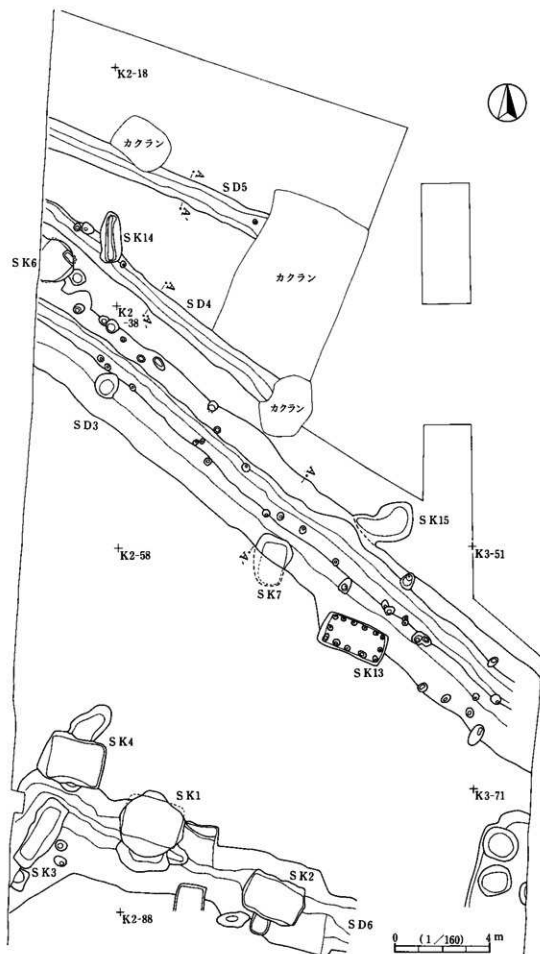 K2-18
カクラン
A
SD5
A'
SK14
カクラン
SK6
A
SD4
K2
-38
A'
カクラン
SD3
A
SK15
K2-58
A'
K3-51
SK7
SK13
SK4
K3-71
SK1
SK3
SK2
K2-88
SD6
0 (1/160) 4m